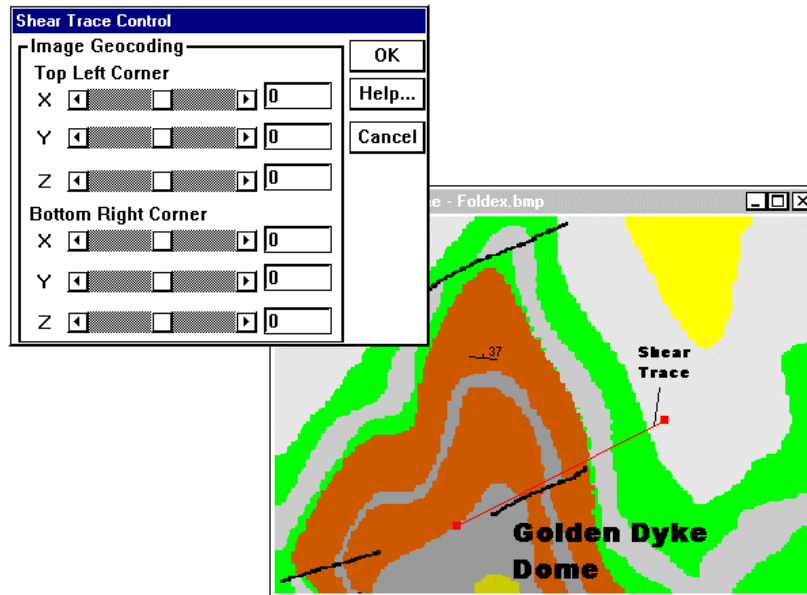 Shear Trace Control
Image Geocoding
OK
Top Left Corner
X 0
Help...
Y 0
Cancel
Z 0
Bottom Right Corner
X 0
Y 0
Z 0
e - Foldex.bmp
37
Shear
Trace
Golden Dyke
Dome